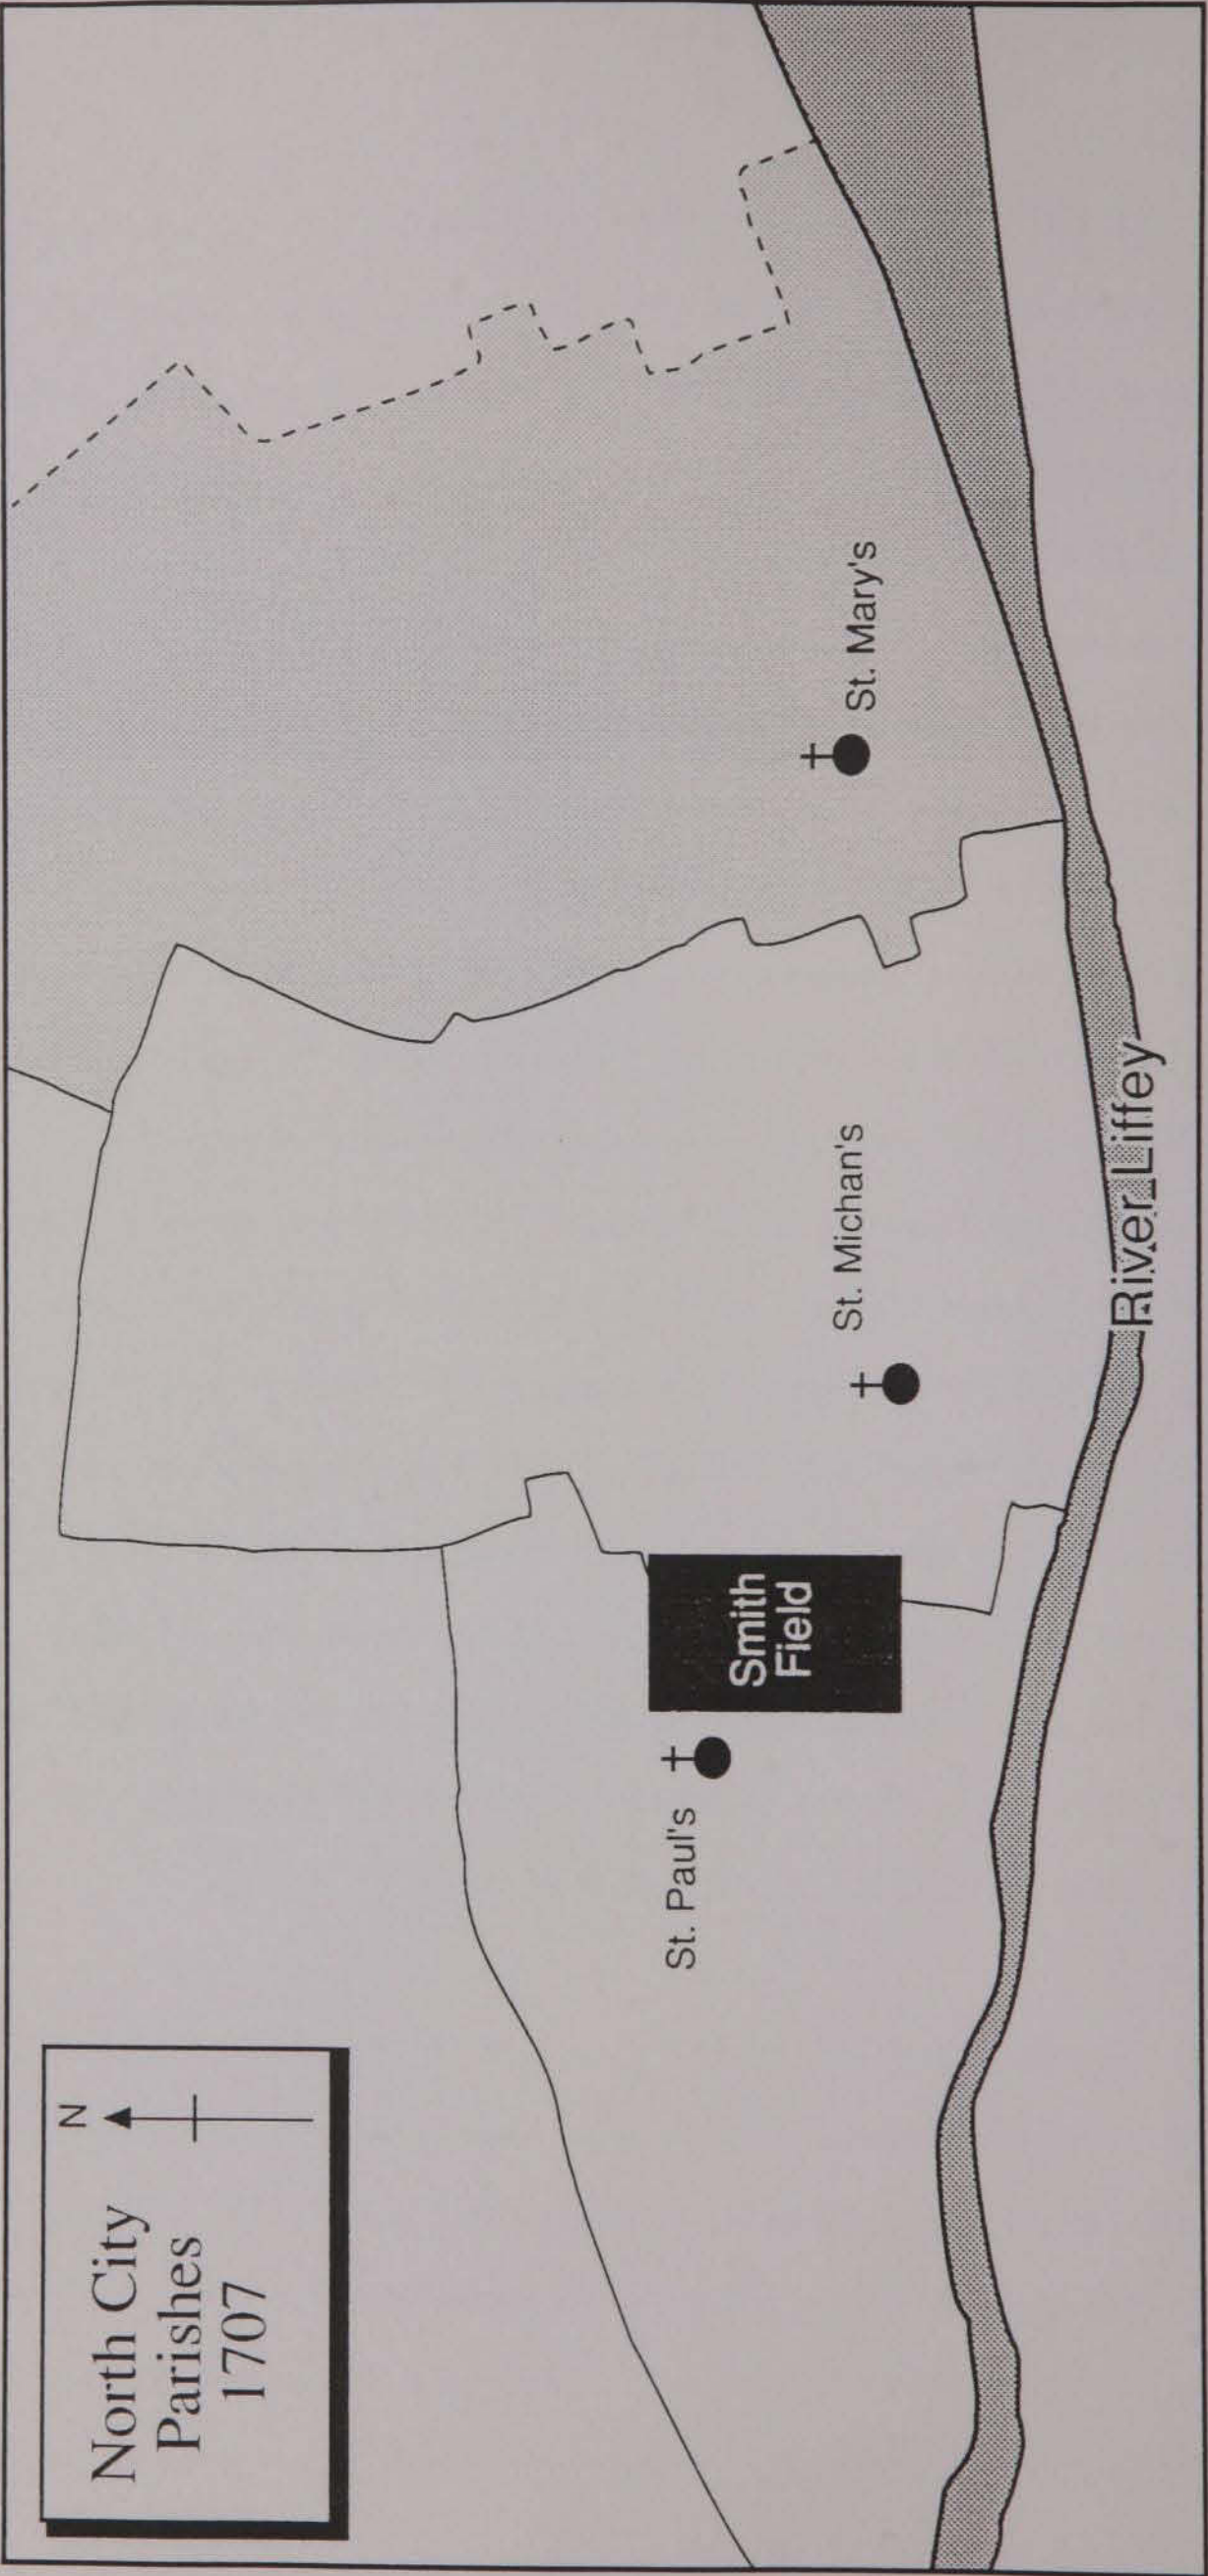 North City
Parishes
1707
N
St. Paul's
Smith
Field
St. Michan's
St. Mary's
River Liffey